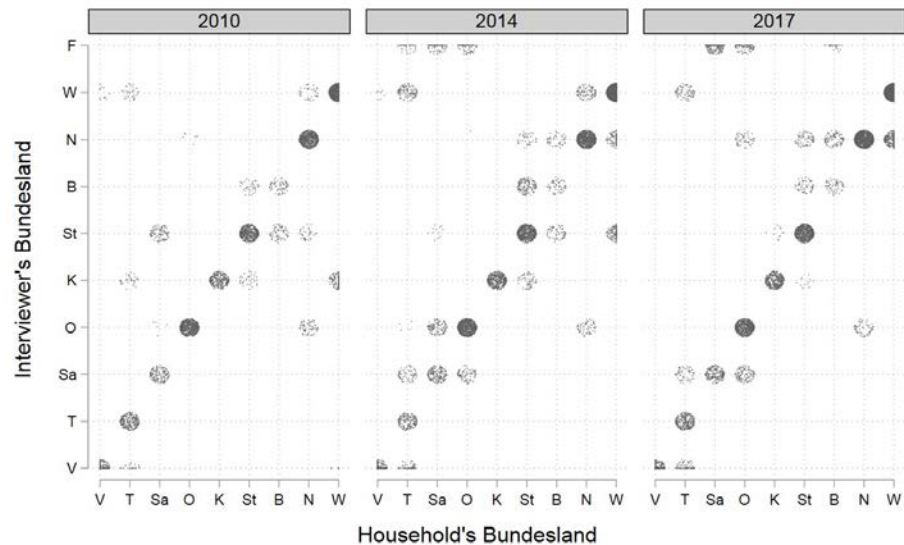 2010 2014 2017
Interviewer's Bundesland
F
W
N
B
St
K
O
Sa
T
V
V T Sa O K St B N W V T Sa O K St B N W V T Sa O K St B N W
Household's Bundesland